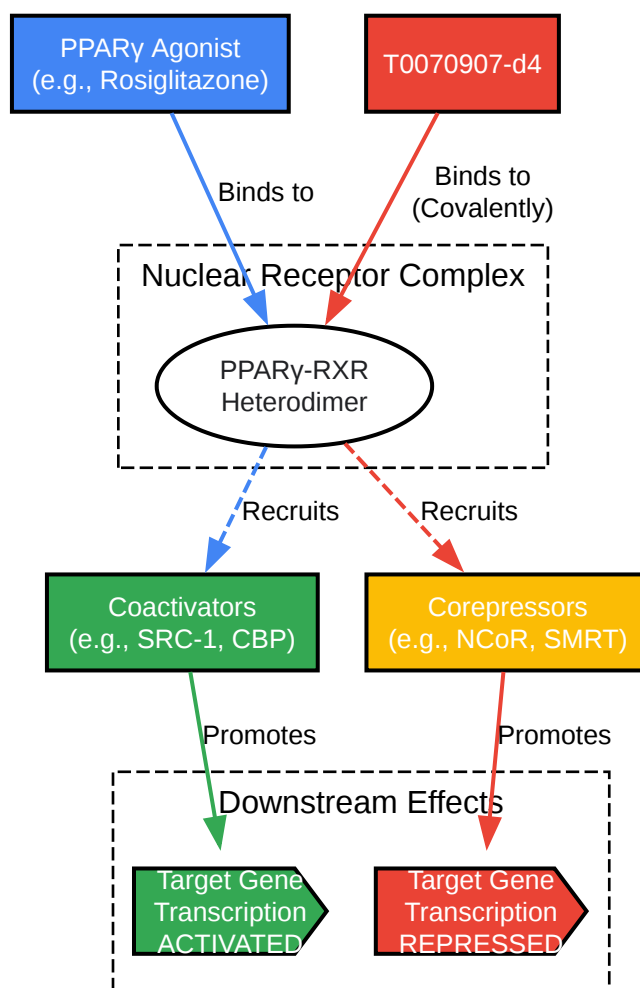 PPARγ Agonist
(e.g., Rosiglitazone)
T0070907-d4
Binds to
Binds to
(Covalently)
Nuclear Receptor Complex
PPARγ-RXR
Heterodimer
Recruits
Recruits
Coactivators
(e.g., SRC-1, CBP)
Corepressors
(e.g., NCoR, SMRT)
Promotes
Promotes
Downstream Effects
Target Gene
Transcription
ACTIVATED
Target Gene
Transcription
REPRESSED